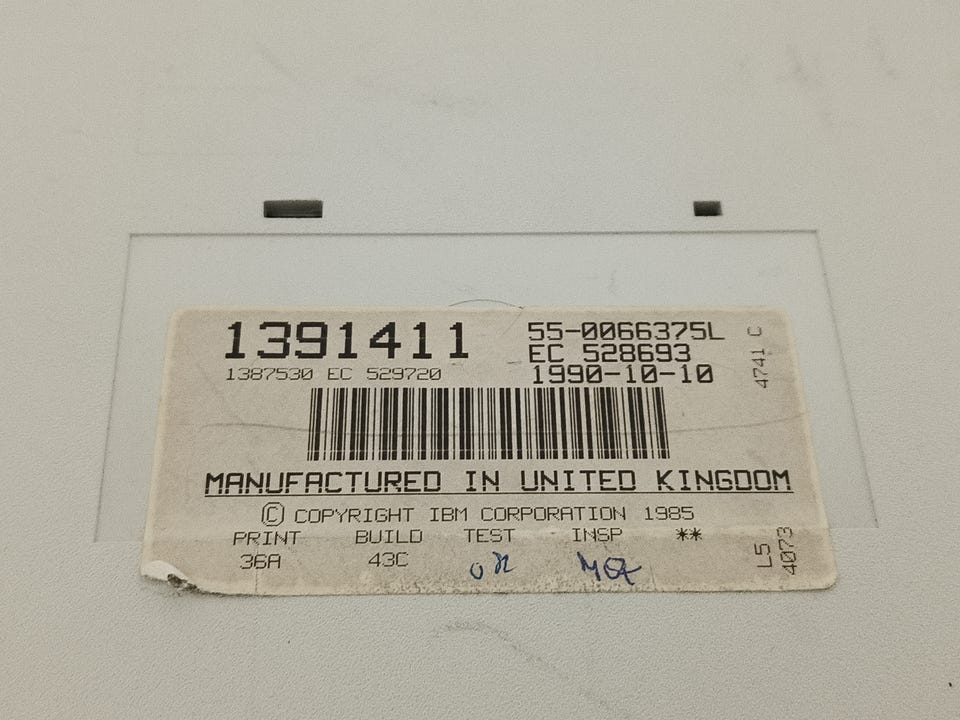 1391411
55-0066375L
EC 528693
1387530 EC 529720
1990-10-10
4741 C
MANUFACTURED IN UNITED KINGDOM
© COPYRIGHT IBM CORPORATION 1985
PRINT BUILD TEST INSP **
36A 43C
L5
4073